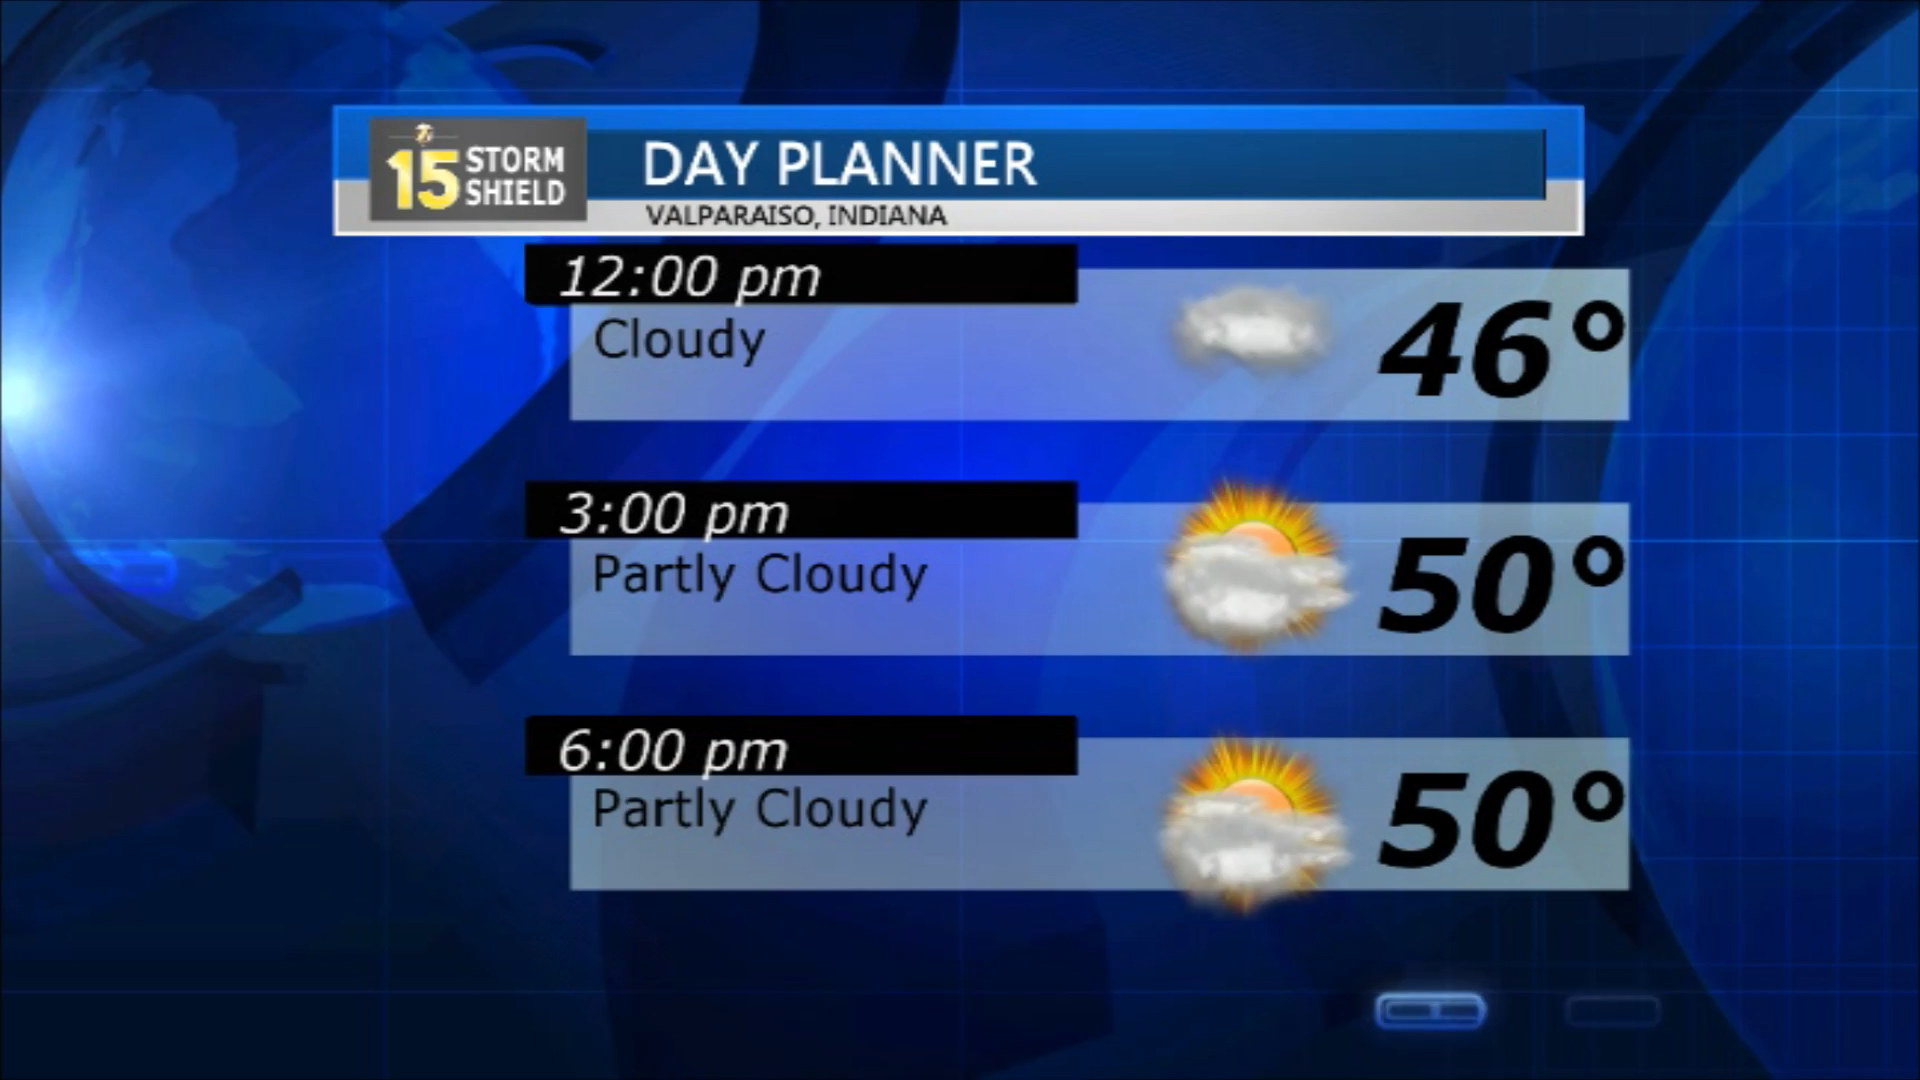 15 STORM
SHIELD
DAY PLANNER
VALPARAISO, INDIANA
12:00 pm
Cloudy
46°
3:00 pm
Partly Cloudy
50°
6:00 pm
Partly Cloudy
50°